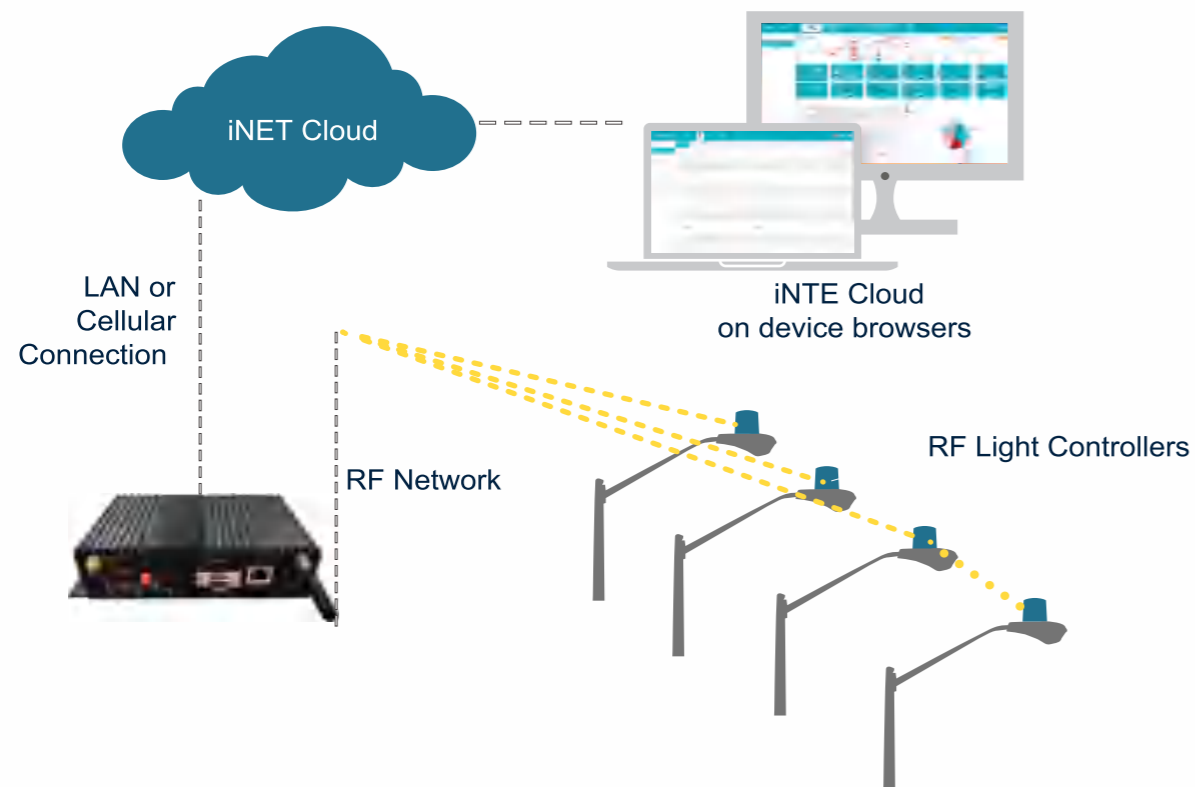 iNET Cloud
LAN or
Cellular
Connection
iNTE Cloud
on device browsers
RF Network
RF Light Controllers